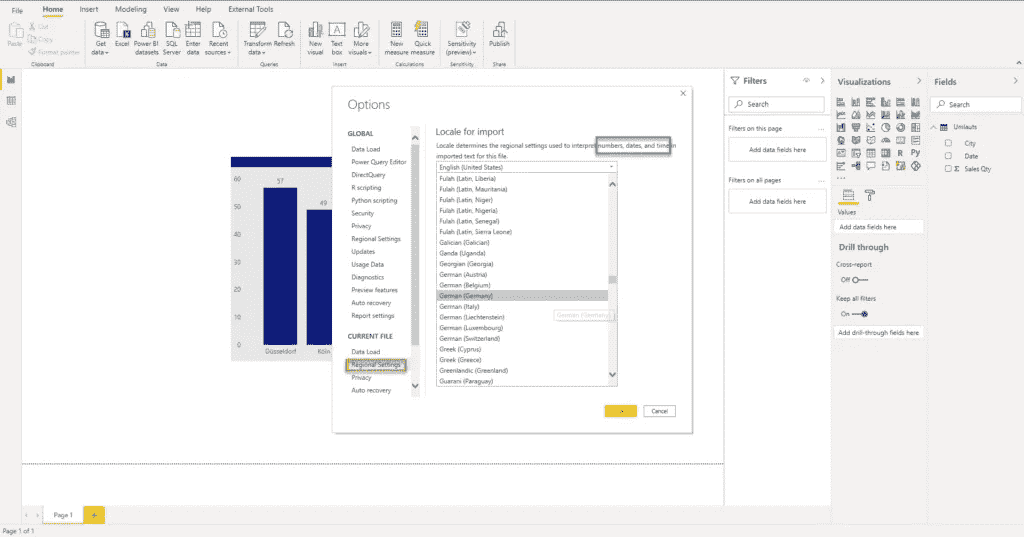 File
Home
Insert
Modeling
View
Help
External Tools
Paste
Cut
Copy
Format painter
Clipboard
Get data
Excel
Power BI datasets
SQL Server
Enter data
Recent sources
Data
Transform data
Refresh
Queries
New visual
Text box
More visuals
Insert
New measure
Quick measure
Calculations
Sensitivity (preview)
Sensitivity
Publish
Share
60
50
40
30
20
10
0
57
49
Düsseldorf
Köln
Options
GLOBAL
Data Load
Power Query Editor
DirectQuery
R scripting
Python scripting
Security
Privacy
Regional Settings
Updates
Usage Data
Diagnostics
Preview features
Auto recovery
Report settings
CURRENT FILE
Data Load
Regional Settings
Privacy
Auto recovery
Locale for import
Locale determines the regional settings used to interpret numbers, dates, and time in
imported text for this file.
English (United States)
Fulah (Latin, Liberia)
Fulah (Latin, Mauritania)
Fulah (Latin, Niger)
Fulah (Latin, Nigeria)
Fulah (Latin, Senegal)
Fulah (Latin, Sierra Leone)
Galician (Galician)
Ganda (Uganda)
Georgian (Georgia)
German (Austria)
German (Belgium)
German (Germany)
German (Italy)
German (Liechtenstein)
German (Luxembourg)
German (Switzerland)
Greek (Cyprus)
Greek (Greece)
Greenlandic (Greenland)
Guarani (Paraguay)
German (Germany)
Cancel
Filters
Search
Filters on this page
Add data fields here
Filters on all pages
Add data fields here
Visualizations
R
Py
Values
Add data fields here
Drill through
Cross-report
Off
Keep all filters
On
Add drill-through fields here
Fields
Search
Umlauts
City
Date
Σ Sales Qty
Page 1
+
Page 1 of 1